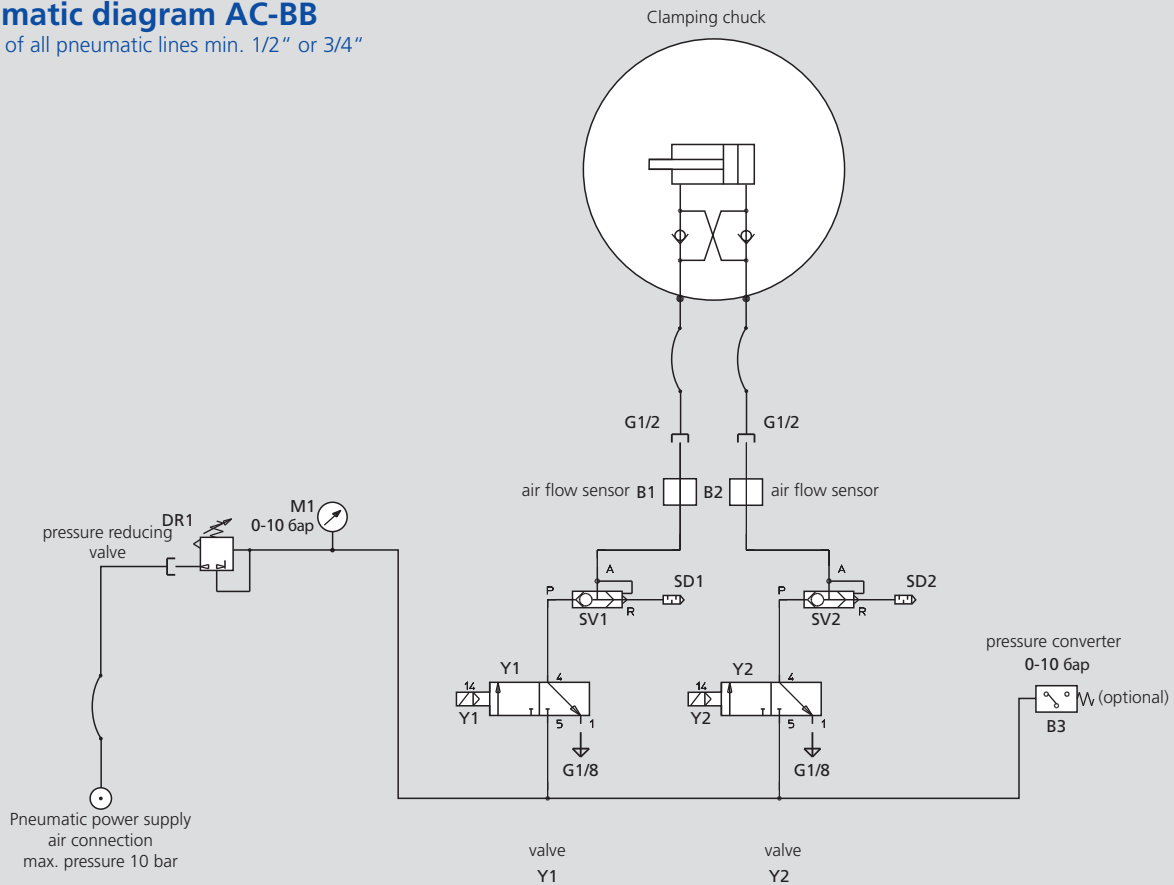 matic diagram AC-BB
of all pneumatic lines min. 1/2“ or 3/4“
Clamping chuck
G1/2
G1/2
air flow sensor B1
B2 air flow sensor
pressure reducing
valve
DR1
M1
0-10 бар
A
P
R
SV1
SD1
A
P
R
SV2
SD2
Y1
14
Y1
4
5
1
G1/8
Y2
14
Y2
4
5
1
G1/8
pressure converter
0-10 бар
(optional)
B3
Pneumatic power supply
air connection
max. pressure 10 bar
valve
Y1
valve
Y2